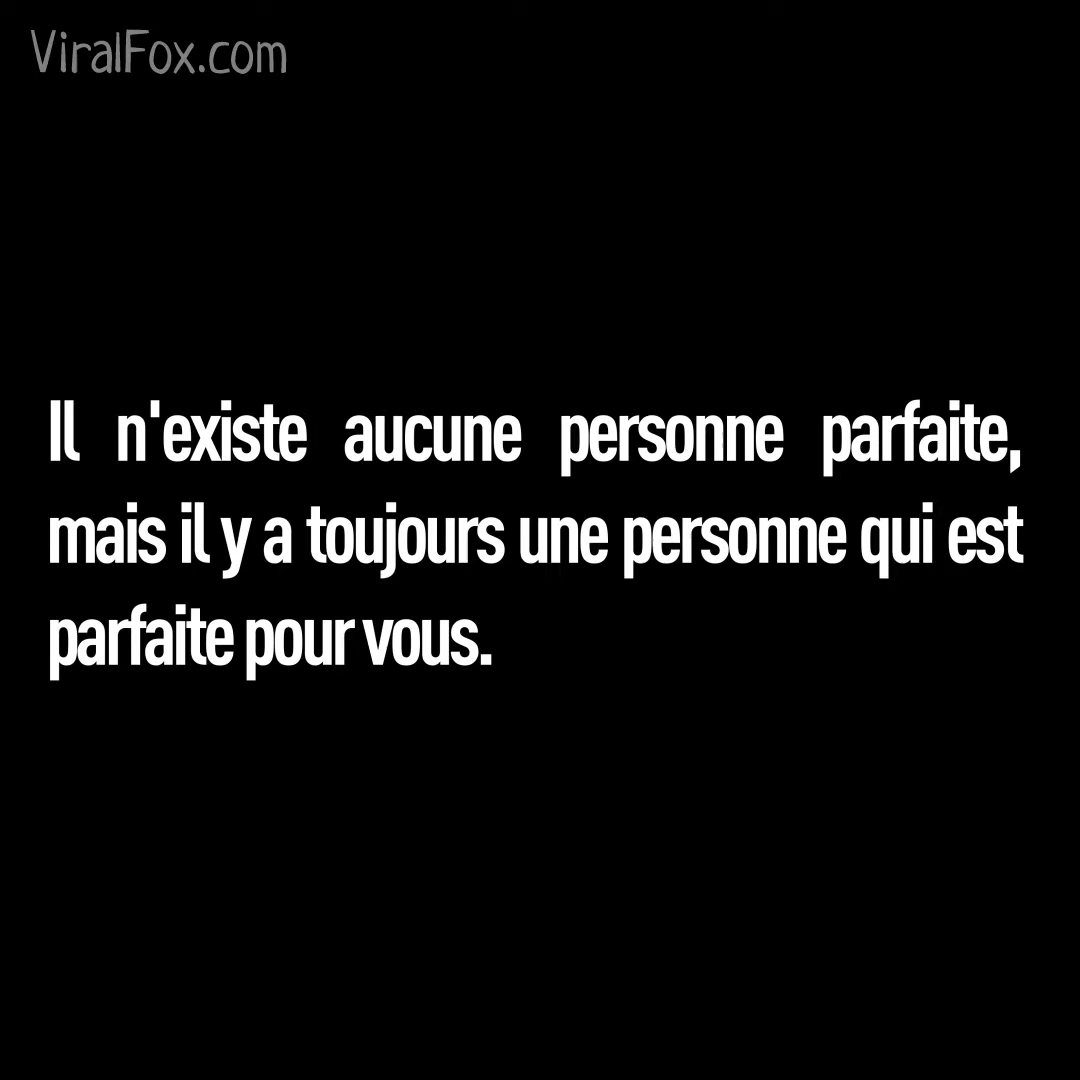 ViralFox.com
Il n'existe aucune personne parfaite,
mais il y a toujours une personne qui est
parfaite pour vous.